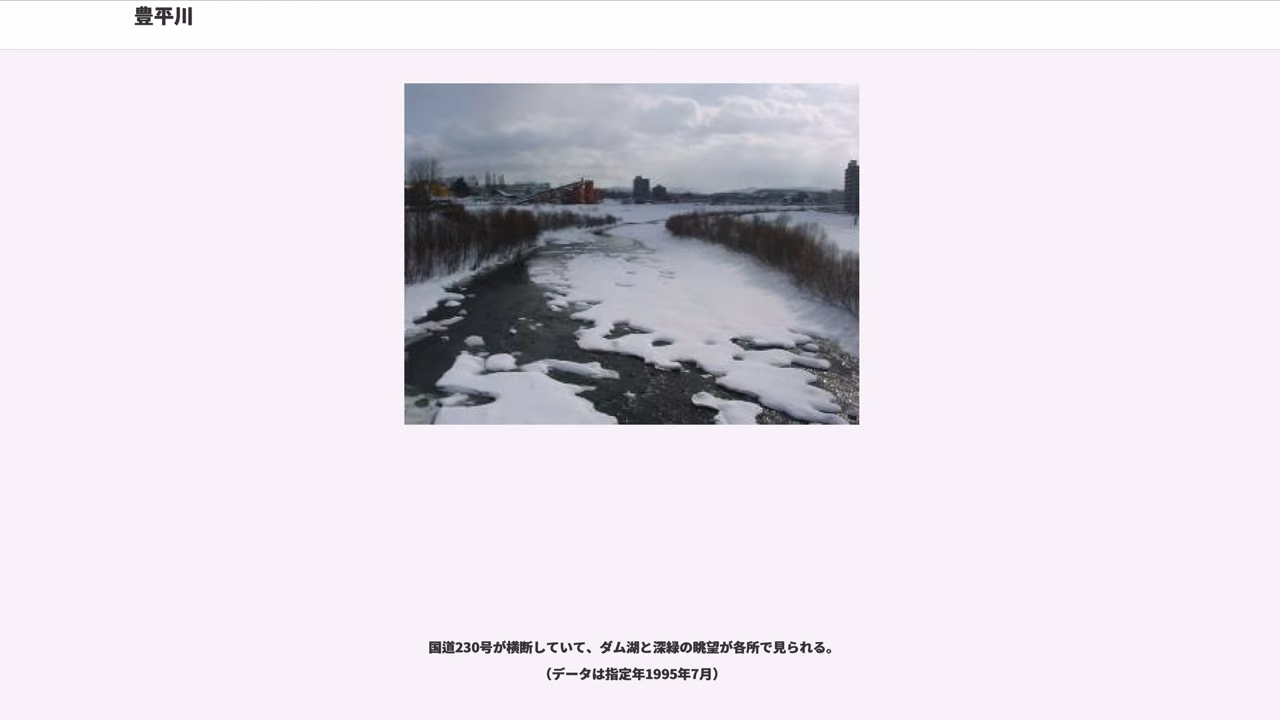 豊平川
国道230号が横断していて、ダム湖と深緑の眺望が各所で見られる。
（データは指定年1995年7月）